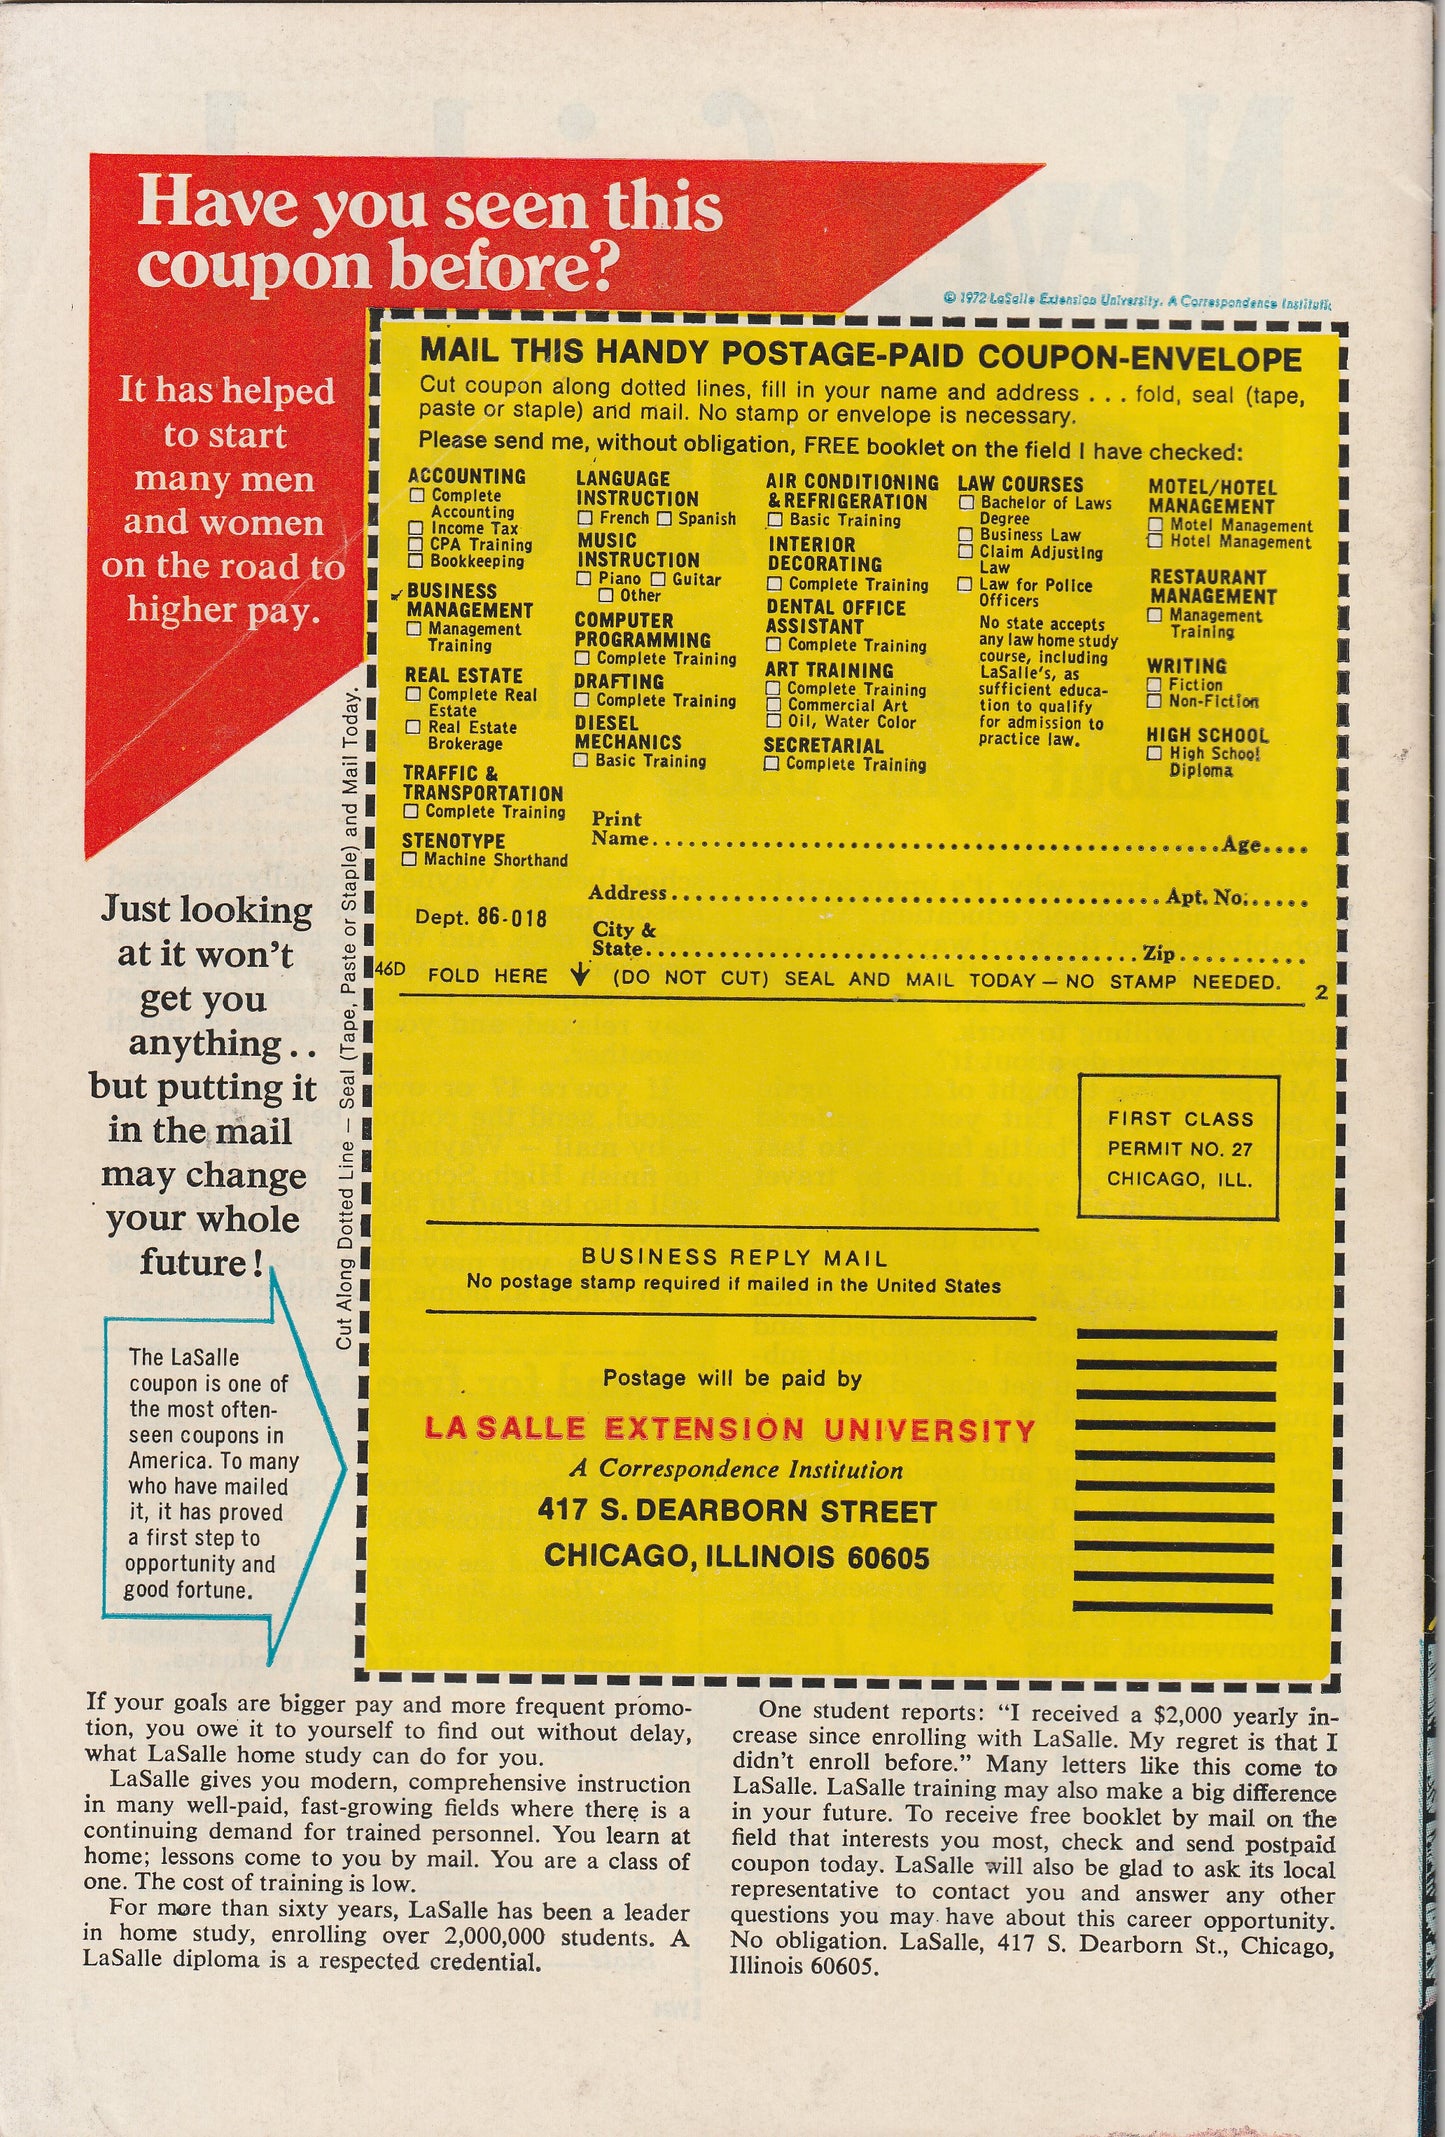 Have you seen this
coupon before?
© 1972 LaSalle Extension University. A Correspondence Institution
It has helped
to start
many men
and women
on the road to
higher pay.
Just looking
at it won't
get you
anything..
but putting it
in the mail
may change
your whole
future!
The LaSalle
coupon is one of
the most often-
seen coupons in
America. To many
who have mailed
it, it has proved
a first step to
opportunity and
good fortune.
Cut Along Dotted Line – Seal (Tape, Paste or Staple) and Mail Today.
MAIL THIS HANDY POSTAGE-PAID COUPON-ENVELOPE
Cut coupon along dotted lines, fill in your name and address . . . fold, seal (tape,
paste or staple) and mail. No stamp or envelope is necessary.
Please send me, without obligation, FREE booklet on the field I have checked:
ACCOUNTING
☐ Complete
Accounting
☐ Income Tax
☐ CPA Training
☐ Bookkeeping
BUSINESS
MANAGEMENT
☐ Management
Training
REAL ESTATE
☐ Complete Real
Estate
☐ Real Estate
Brokerage
TRAFFIC &
TRANSPORTATION
☐ Complete Training
STENOTYPE
☐ Machine Shorthand
LANGUAGE
INSTRUCTION
☐ French ☐ Spanish
MUSIC
INSTRUCTION
☐ Piano ☐ Guitar
☐ Other
COMPUTER
PROGRAMMING
☐ Complete Training
DRAFTING
☐ Complete Training
DIESEL
MECHANICS
☐ Basic Training
AIR CONDITIONING
& REFRIGERATION
☐ Basic Training
INTERIOR
DECORATING
☐ Complete Training
DENTAL OFFICE
ASSISTANT
☐ Complete Training
ART TRAINING
☐ Complete Training
☐ Commercial Art
☐ Oil, Water Color
SECRETARIAL
☐ Complete Training
LAW COURSES
☐ Bachelor of Laws
Degree
☐ Business Law
☐ Claim Adjusting
Law
☐ Law for Police
Officers
No state accepts
any law home study
course, including
LaSalle's, as
sufficient educa-
tion to qualify
for admission to
practice law.
MOTEL/HOTEL
MANAGEMENT
☐ Motel Management
☐ Hotel Management
RESTAURANT
MANAGEMENT
☐ Management
Training
WRITING
☐ Fiction
☐ Non-Fiction
HIGH SCHOOL
☐ High School
Diploma
Print
Name..........Age....
Address..........Apt. No......
City &
State..........Zip..........
Dept. 86-018
46D FOLD HERE ↓ (DO NOT CUT) SEAL AND MAIL TODAY – NO STAMP NEEDED. 2
FIRST CLASS
PERMIT NO. 27
CHICAGO, ILL.
BUSINESS REPLY MAIL
No postage stamp required if mailed in the United States
Postage will be paid by
LA SALLE EXTENSION UNIVERSITY
A Correspondence Institution
417 S. DEARBORN STREET
CHICAGO, ILLINOIS 60605
If your goals are bigger pay and more frequent promo-
tion, you owe it to yourself to find out without delay,
what LaSalle home study can do for you.
LaSalle gives you modern, comprehensive instruction
in many well-paid, fast-growing fields where there is a
continuing demand for trained personnel. You learn at
home; lessons come to you by mail. You are a class of
one. The cost of training is low.
For more than sixty years, LaSalle has been a leader
in home study, enrolling over 2,000,000 students. A
LaSalle diploma is a respected credential.
One student reports: "I received a $2,000 yearly in-
crease since enrolling with LaSalle. My regret is that I
didn't enroll before." Many letters like this come to
LaSalle. LaSalle training may also make a big difference
in your future. To receive free booklet by mail on the
field that interests you most, check and send postpaid
coupon today. LaSalle will also be glad to ask its local
representative to contact you and answer any other
questions you may have about this career opportunity.
No obligation. LaSalle, 417 S. Dearborn St., Chicago,
Illinois 60605.